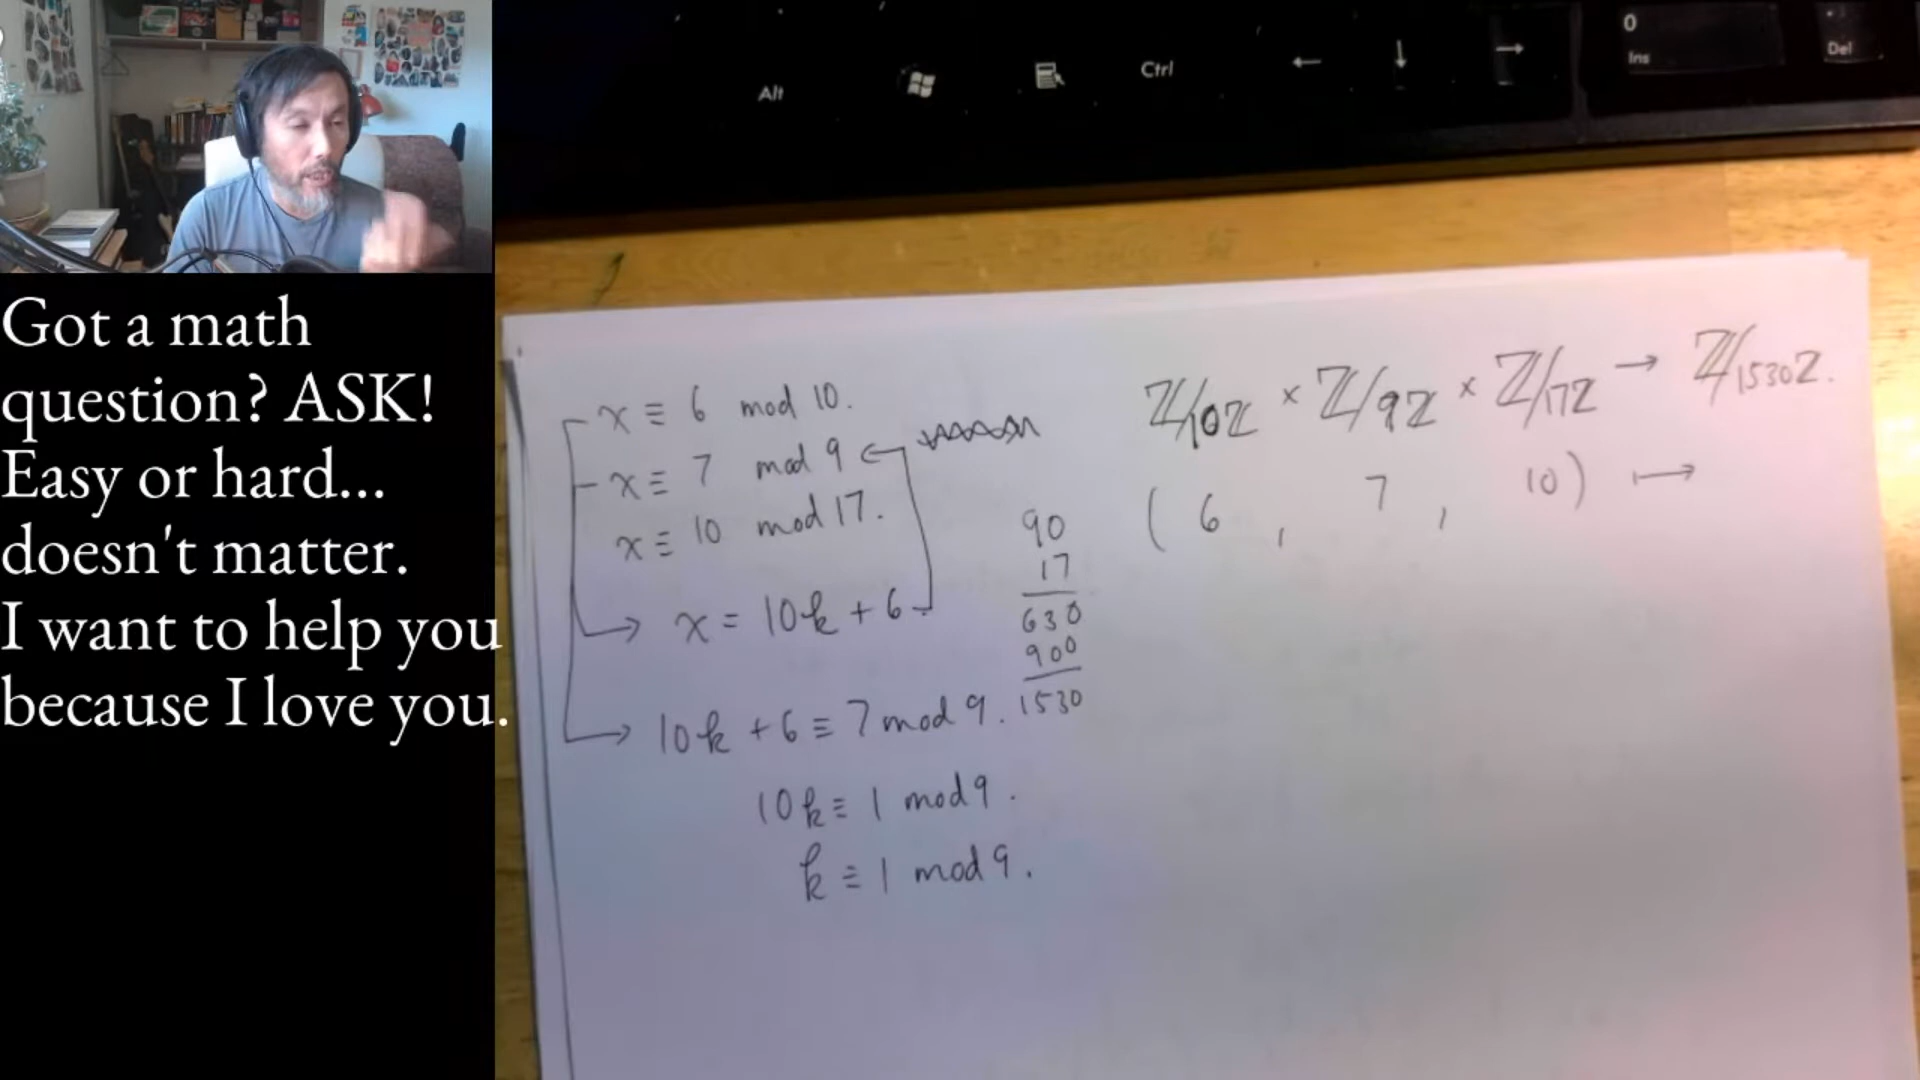 Alt
Ctrl
←
↓
→
0
Ins
Del
Got a math
question? ASK!
Easy or hard...
doesn't matter.
I want to help you
because I love you.
x ≡ 6 mod 10.
x ≡ 7 mod 9
x ≡ 10 mod 17.
x = 10k + 6
10k + 6 ≡ 7 mod 9.
10k ≡ 1 mod 9.
k ≡ 1 mod 9.
90
17
630
900
1530
ℤ/10ℤ × ℤ/9ℤ × ℤ/17ℤ → ℤ/1530ℤ.
( 6 , 7 , 10) ↦